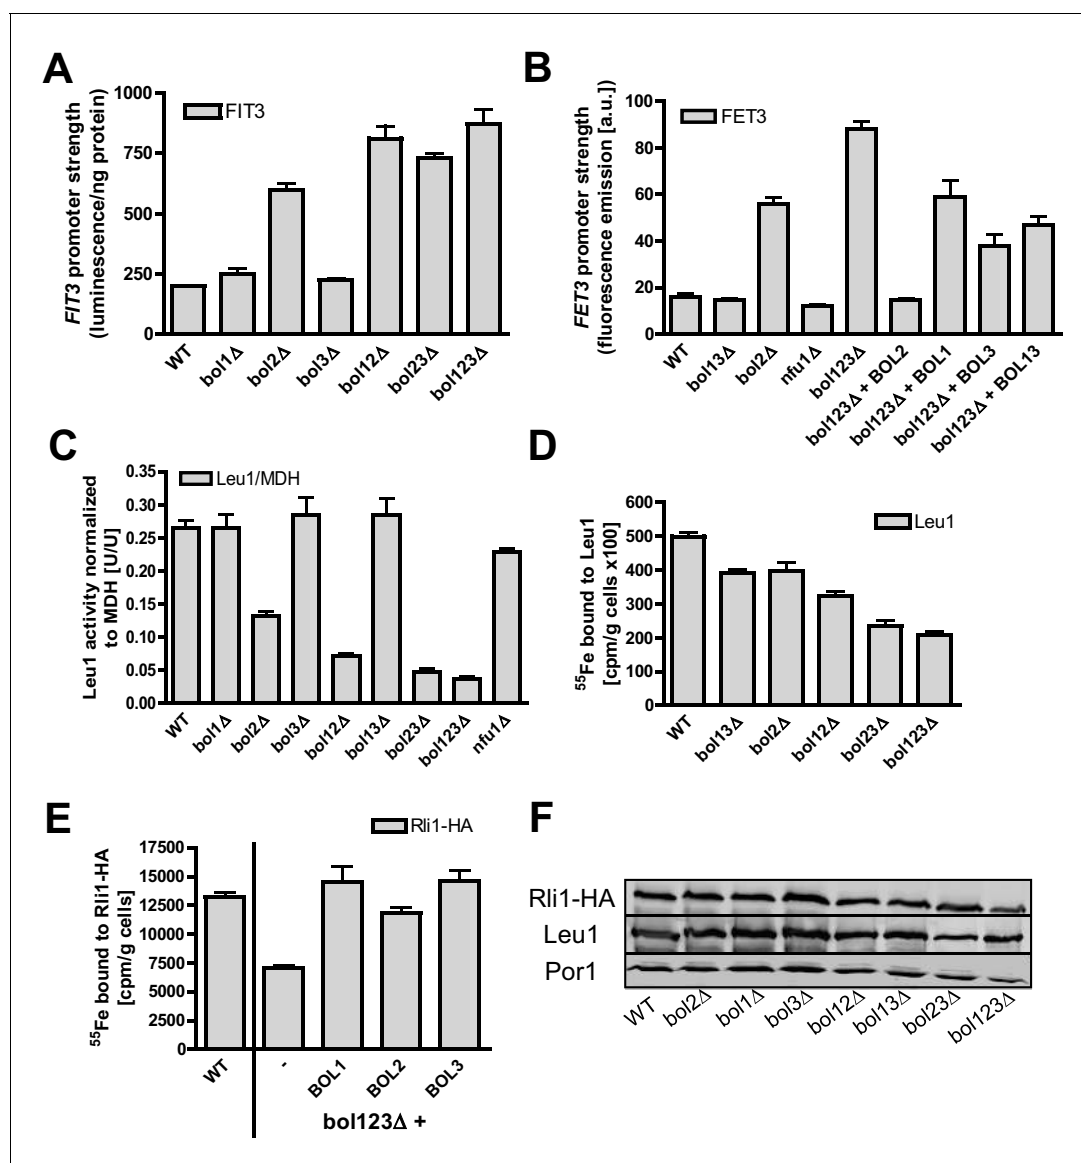 A
FIT3 promoter strength
(luminescence/ng protein)
1000
750
500
250
0
FIT3
WT
bol1Δ
bol2Δ
bol3Δ
bol12Δ
bol23Δ
bol123Δ
B
FET3 promoter strength
(fluorescence emission [a.u.])
100
80
60
40
20
0
FET3
WT
bol13Δ
bol2Δ
nfu1Δ
bol123Δ
bol123Δ + BOL2
bol123Δ + BOL1
bol123Δ + BOL3
bol123Δ + BOL13
C
Leu1 activity normalized
to MDH [U/U]
0.35
0.30
0.25
0.20
0.15
0.10
0.05
0.00
Leu1/MDH
WT
bol1Δ
bol2Δ
bol3Δ
bol12Δ
bol13Δ
bol23Δ
bol123Δ
nfu1Δ
D
55Fe bound to Leu1
[cpm/g cells x100]
600
500
400
300
200
100
0
Leu1
WT
bol13Δ
bol2Δ
bol12Δ
bol23Δ
bol123Δ
E
55Fe bound to Rli1-HA
[cpm/g cells]
17500
15000
12500
10000
7500
5000
2500
0
Rli1-HA
WT
-
BOL1
BOL2
BOL3
bol123Δ +
F
Rli1-HA
Leu1
Por1
WT
bol2Δ
bol1Δ
bol3Δ
bol12Δ
bol13Δ
bol23Δ
bol123Δ